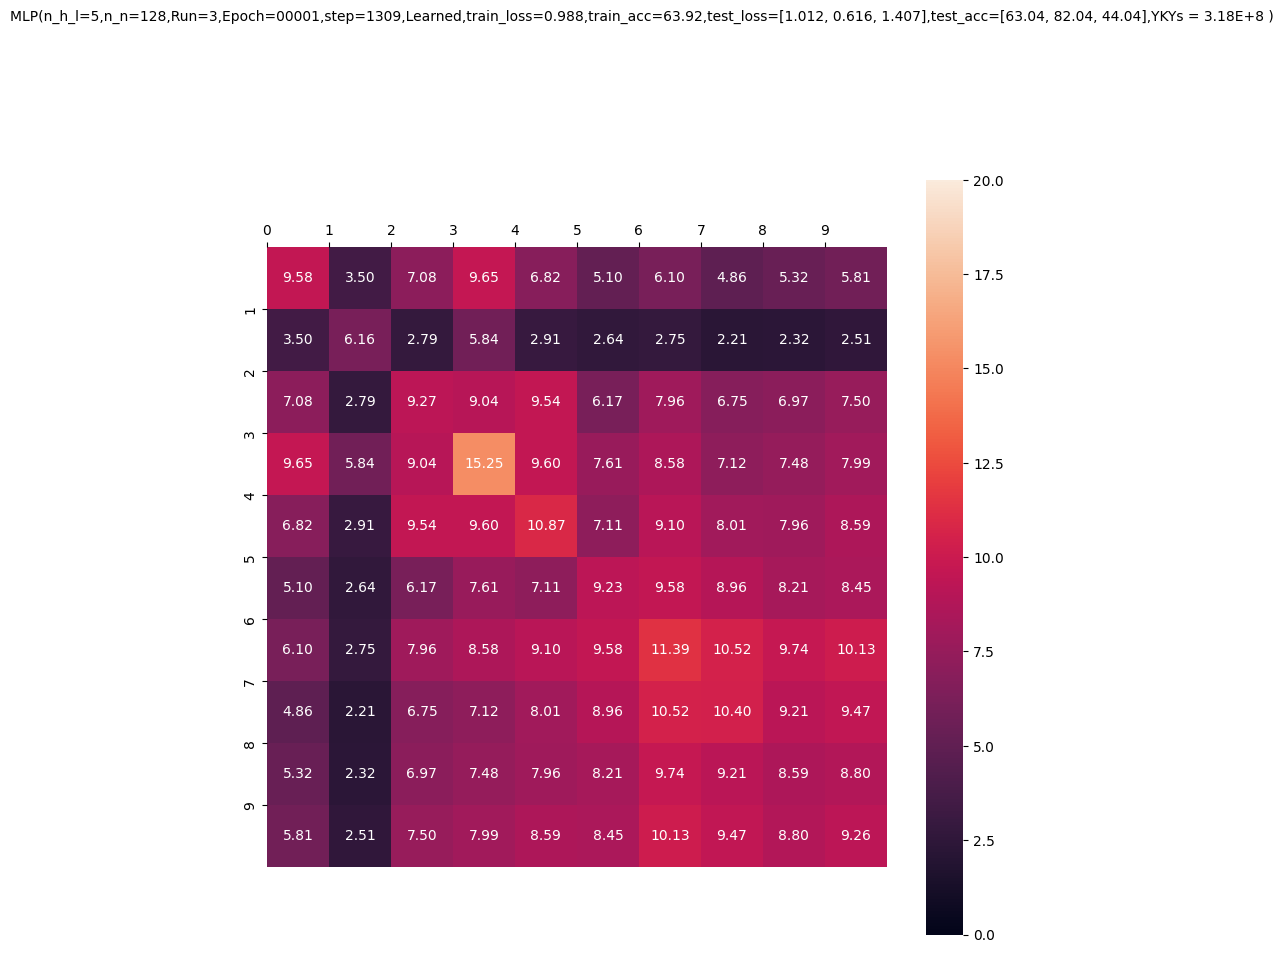 MLP(n_h_l=5,n_n=128,Run=3,Epoch=00001,step=1309,Learned,train_loss=0.988,train_acc=63.92,test_loss=[1.012, 0.616, 1.407],test_acc=[63.04, 82.04, 44.04],YKYs = 3.18E+8 )
20.0
0 1 2 3 4 5 6 7 8 9
17.5
9.58 3.50 7.08 9.65 6.82 5.10 6.10 4.86 5.32 5.81
1
3.50 6.16 2.79 5.84 2.91 2.64 2.75 2.21 2.32 2.51
15.0
2
7.08 2.79 9.27 9.04 9.54 6.17 7.96 6.75 6.97 7.50
3
12.5
9.65 5.84 9.04 15.25 9.60 7.61 8.58 7.12 7.48 7.99
4
6.82 2.91 9.54 9.60 10.87 7.11 9.10 8.01 7.96 8.59
10.0
5
5.10 2.64 6.17 7.61 7.11 9.23 9.58 8.96 8.21 8.45
6
6.10 2.75 7.96 8.58 9.10 9.58 11.39 10.52 9.74 10.13
7.5
7
4.86 2.21 6.75 7.12 8.01 8.96 10.52 10.40 9.21 9.47
8
5.0
5.32 2.32 6.97 7.48 7.96 8.21 9.74 9.21 8.59 8.80
9
5.81 2.51 7.50 7.99 8.59 8.45 10.13 9.47 8.80 9.26
2.5
0.0